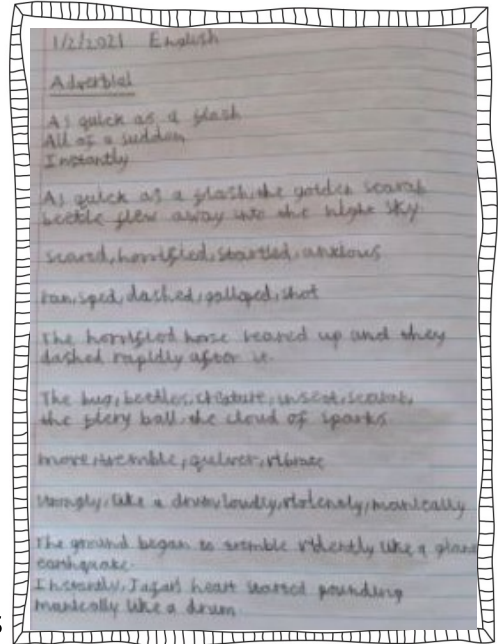 1/2/2021 English
Adverbial
As quick as a flash
All of a sudden
Instantly
As quick as a flash, the golden scarab
beetle flew away into the night sky
scared, horrified, startled, anxious
ran, sped, dashed, galloped, shot
The horrified horse reared up and they
dashed rapidly after it.
The bug, beetles, creature, insect, scarab,
the fiery ball, the cloud of sparks
move, tremble, quiver, vibrate
strongly, like a drum, loudly, violently, manically
The ground began to tremble violently like a giant
earthquake.
Instantly, Jafar's heart started pounding
manically like a drum